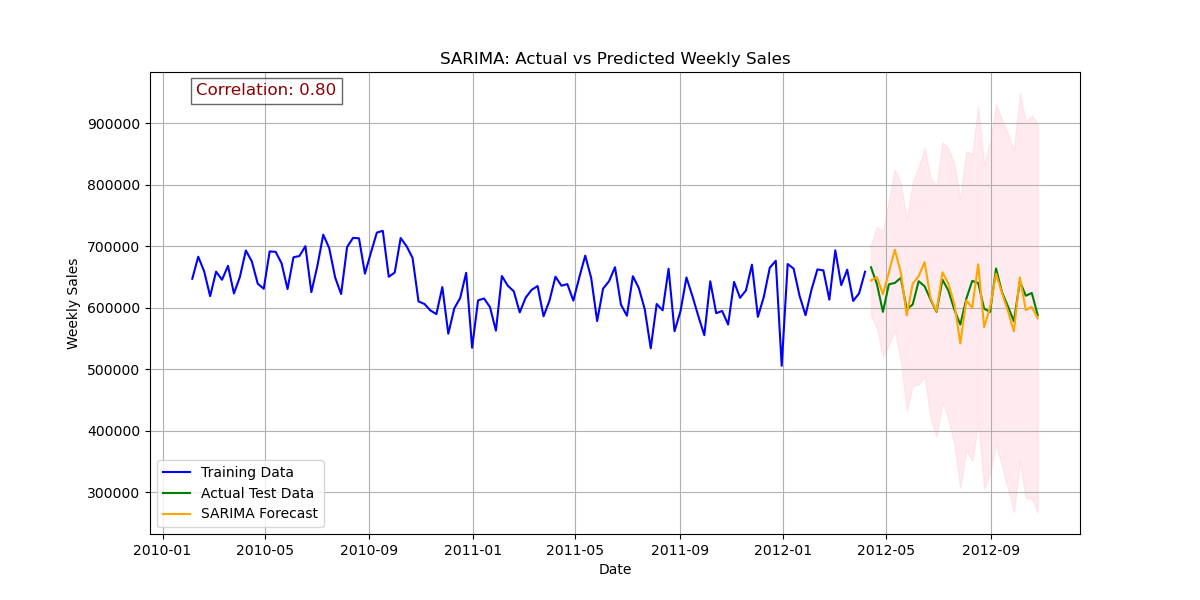 SARIMA: Actual vs Predicted Weekly Sales
Correlation: 0.80
900000
800000
700000
600000
500000
400000
300000
Weekly Sales
Training Data
Actual Test Data
SARIMA Forecast
2010-01 2010-05 2010-09 2011-01 2011-05 2011-09 2012-01 2012-05 2012-09
Date